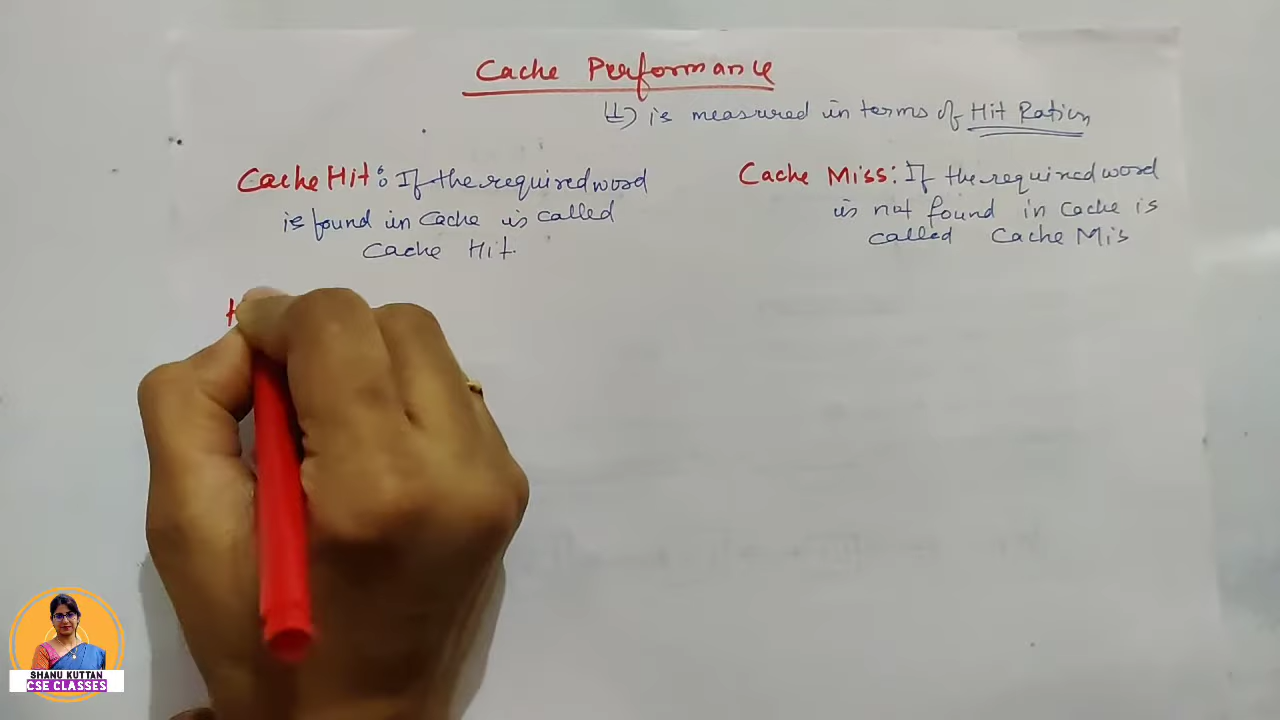 Cache Performance
↳ is measured in terms of Hit Ration
Cache Hit: If the required word
is found in Cache is called
Cache Hit.
Cache Miss: If the required word
is not found in Cache is
called Cache Mis
H
SHANU KUTTAN
CSE CLASSES